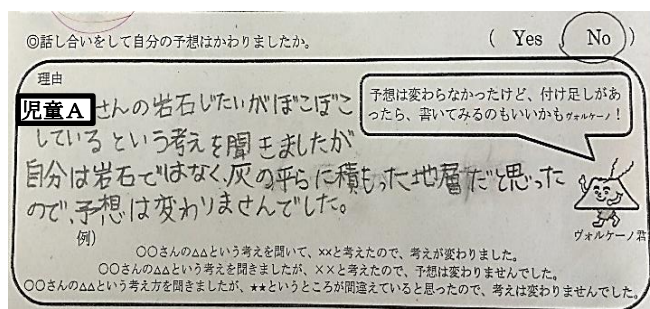 ◎話し合いをして自分の予想はかわりましたか。 ( Yes No )
理由
児童Aさんの岩石じたいがぼこぼこ
しているという考えを聞きましたが
自分は岩石ではなく、灰の平らに積もった地層だと思った
ので、予想は変わりませんでした。
予想は変わらなかったけど、付け足しがあ
ったら、書いてみるのもいいかもヴォルケーノ！
ヴォルケーノ君
例）
○○さんの△△という考えを聞いて、××と考えたので、考えが変わりました。
○○さんの△△という考えを聞きましたが、××と考えたので、予想は変わりませんでした。
○○さんの△△という考え方を聞きましたが、★★というところが間違えていると思ったので、考えは変わりませんでした。